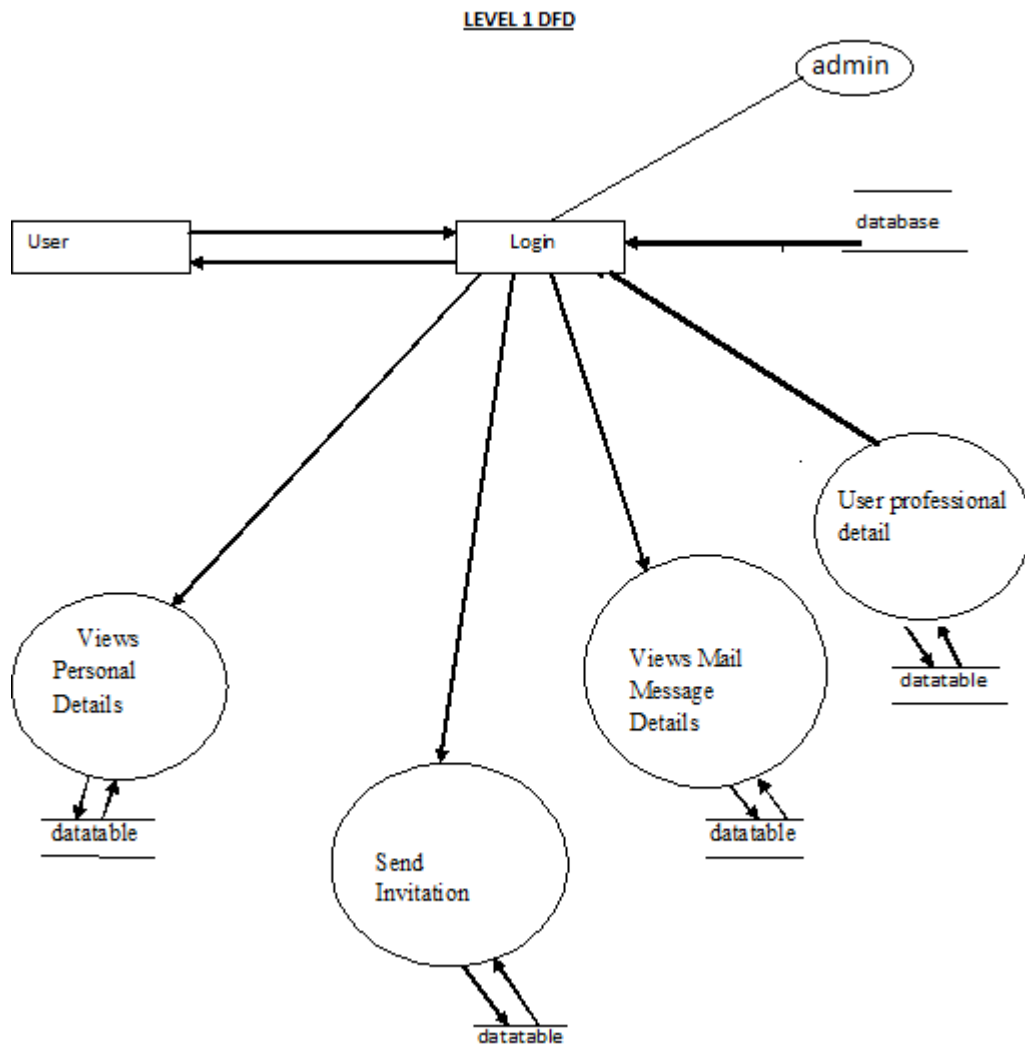 LEVEL 1 DFD
admin
User
Login
database
User professional
detail
Views
Personal
Details
Views Mail
Message
Details
datatable
datatable
datatable
Send
Invitation
datatable